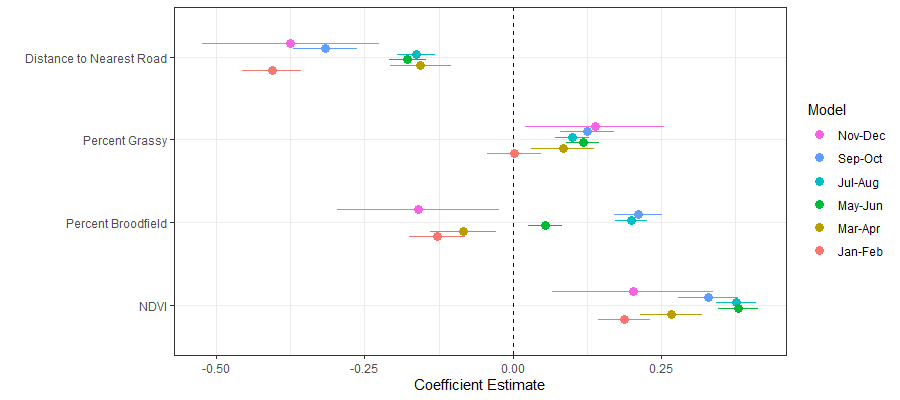 Distance to Nearest Road
Percent Grassy
Percent Broodfield
NDVI
-0.50
-0.25
0.00
0.25
Coefficient Estimate
Model
Nov-Dec
Sep-Oct
Jul-Aug
May-Jun
Mar-Apr
Jan-Feb